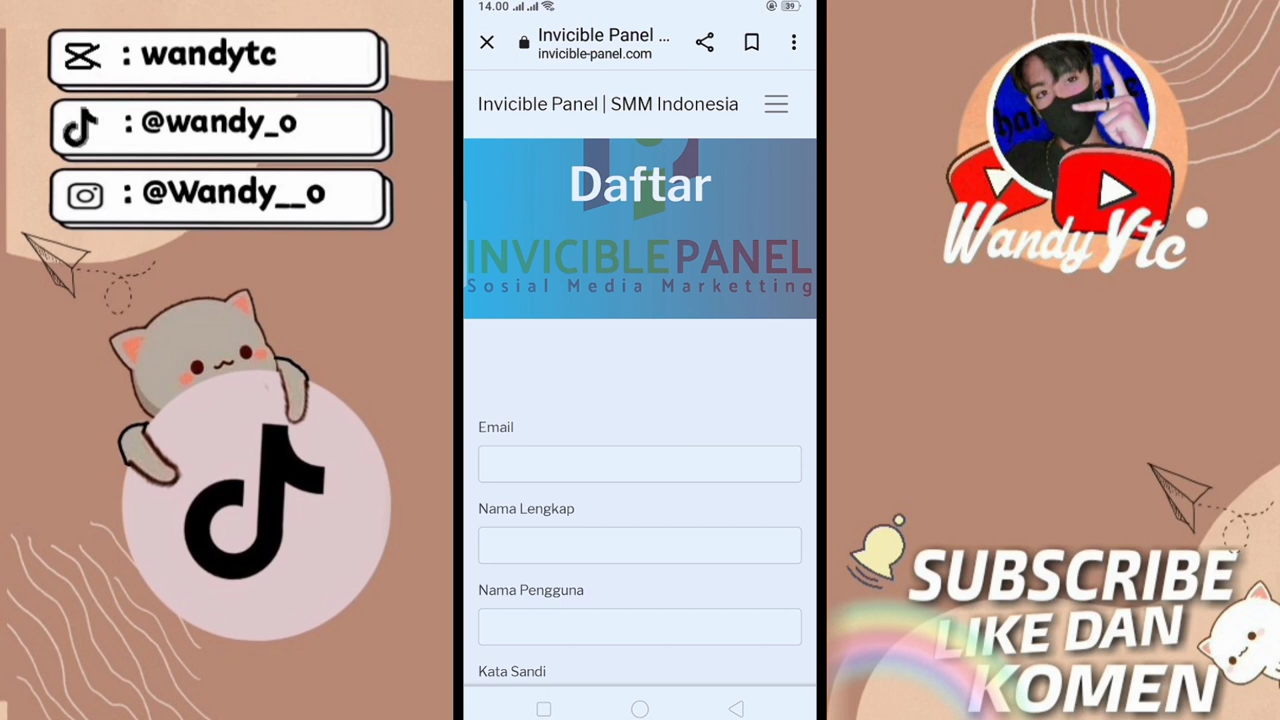 : wandytc
: @wandy_o
: @Wandy__o
14.00
39
Invicible Panel ...
invicible-panel.com
Invicible Panel | SMM Indonesia
Daftar
INVICIBLEPANEL
Sosial Media Marketting
Email
Nama Lengkap
Nama Pengguna
Kata Sandi
Wandy Ytc
SUBSCRIBE
LIKE DAN
KOMEN